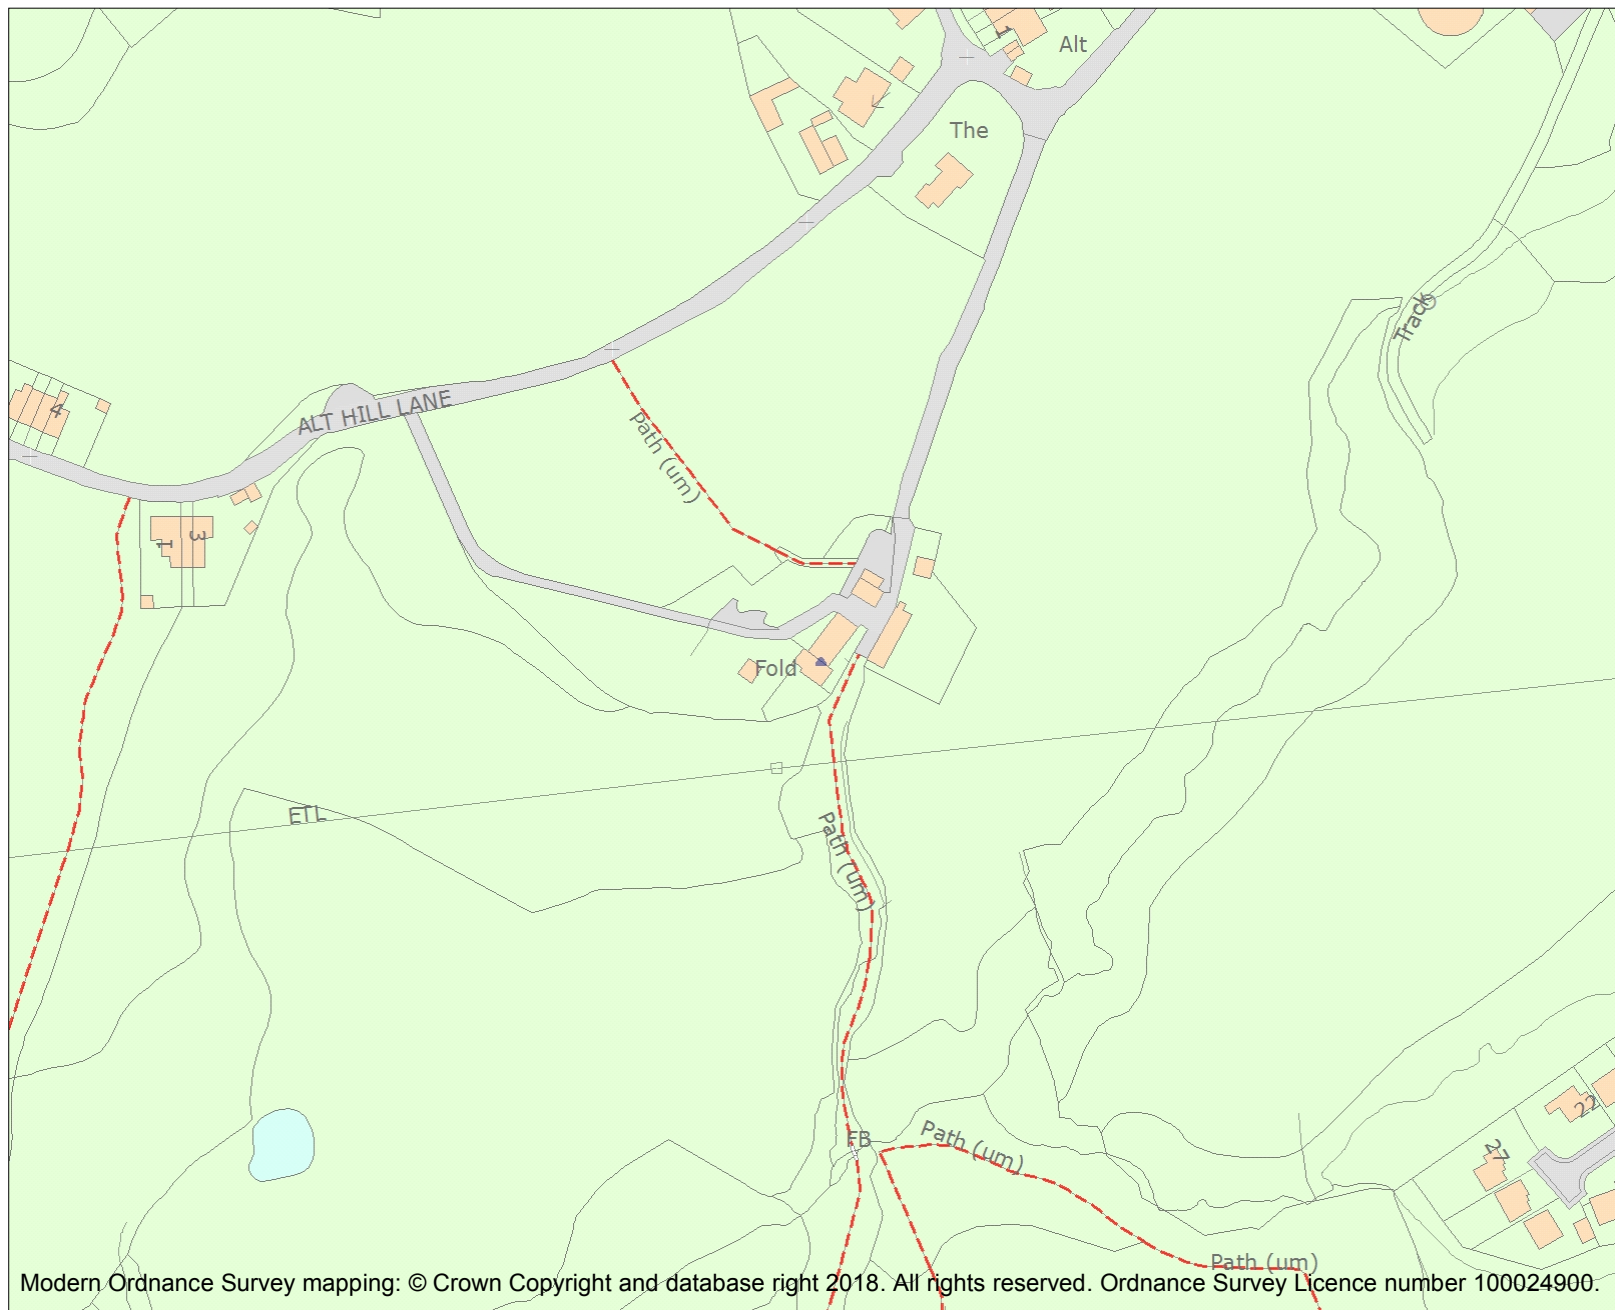 1
Alt
The
Track
4
ALT HILL LANE
Path (um)
1
3
Fold
ETL
Path (um)
FB
Path (um)
22
27
Path (um)
Modern Ordnance Survey mapping: © Crown Copyright and database right 2018. All rights reserved. Ordnance Survey Licence number 100024900.